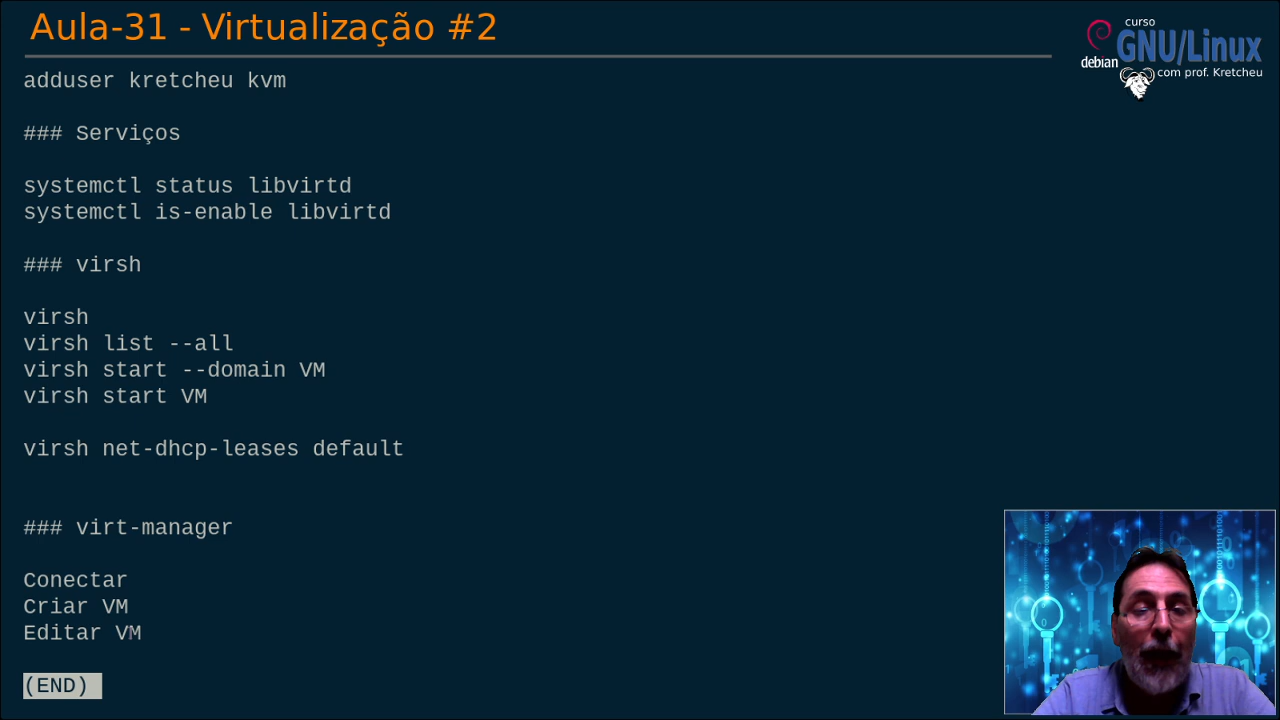 Aula-31 - Virtualização #2
curso
GNU/Linux
debian
com prof. Kretcheu
adduser kretcheu kvm
### Serviços
systemctl status libvirtd
systemctl is-enable libvirtd
### virsh
virsh
virsh list --all
virsh start --domain VM
virsh start VM
virsh net-dhcp-leases default
### virt-manager
Conectar
Criar VM
Editar VM
(END)